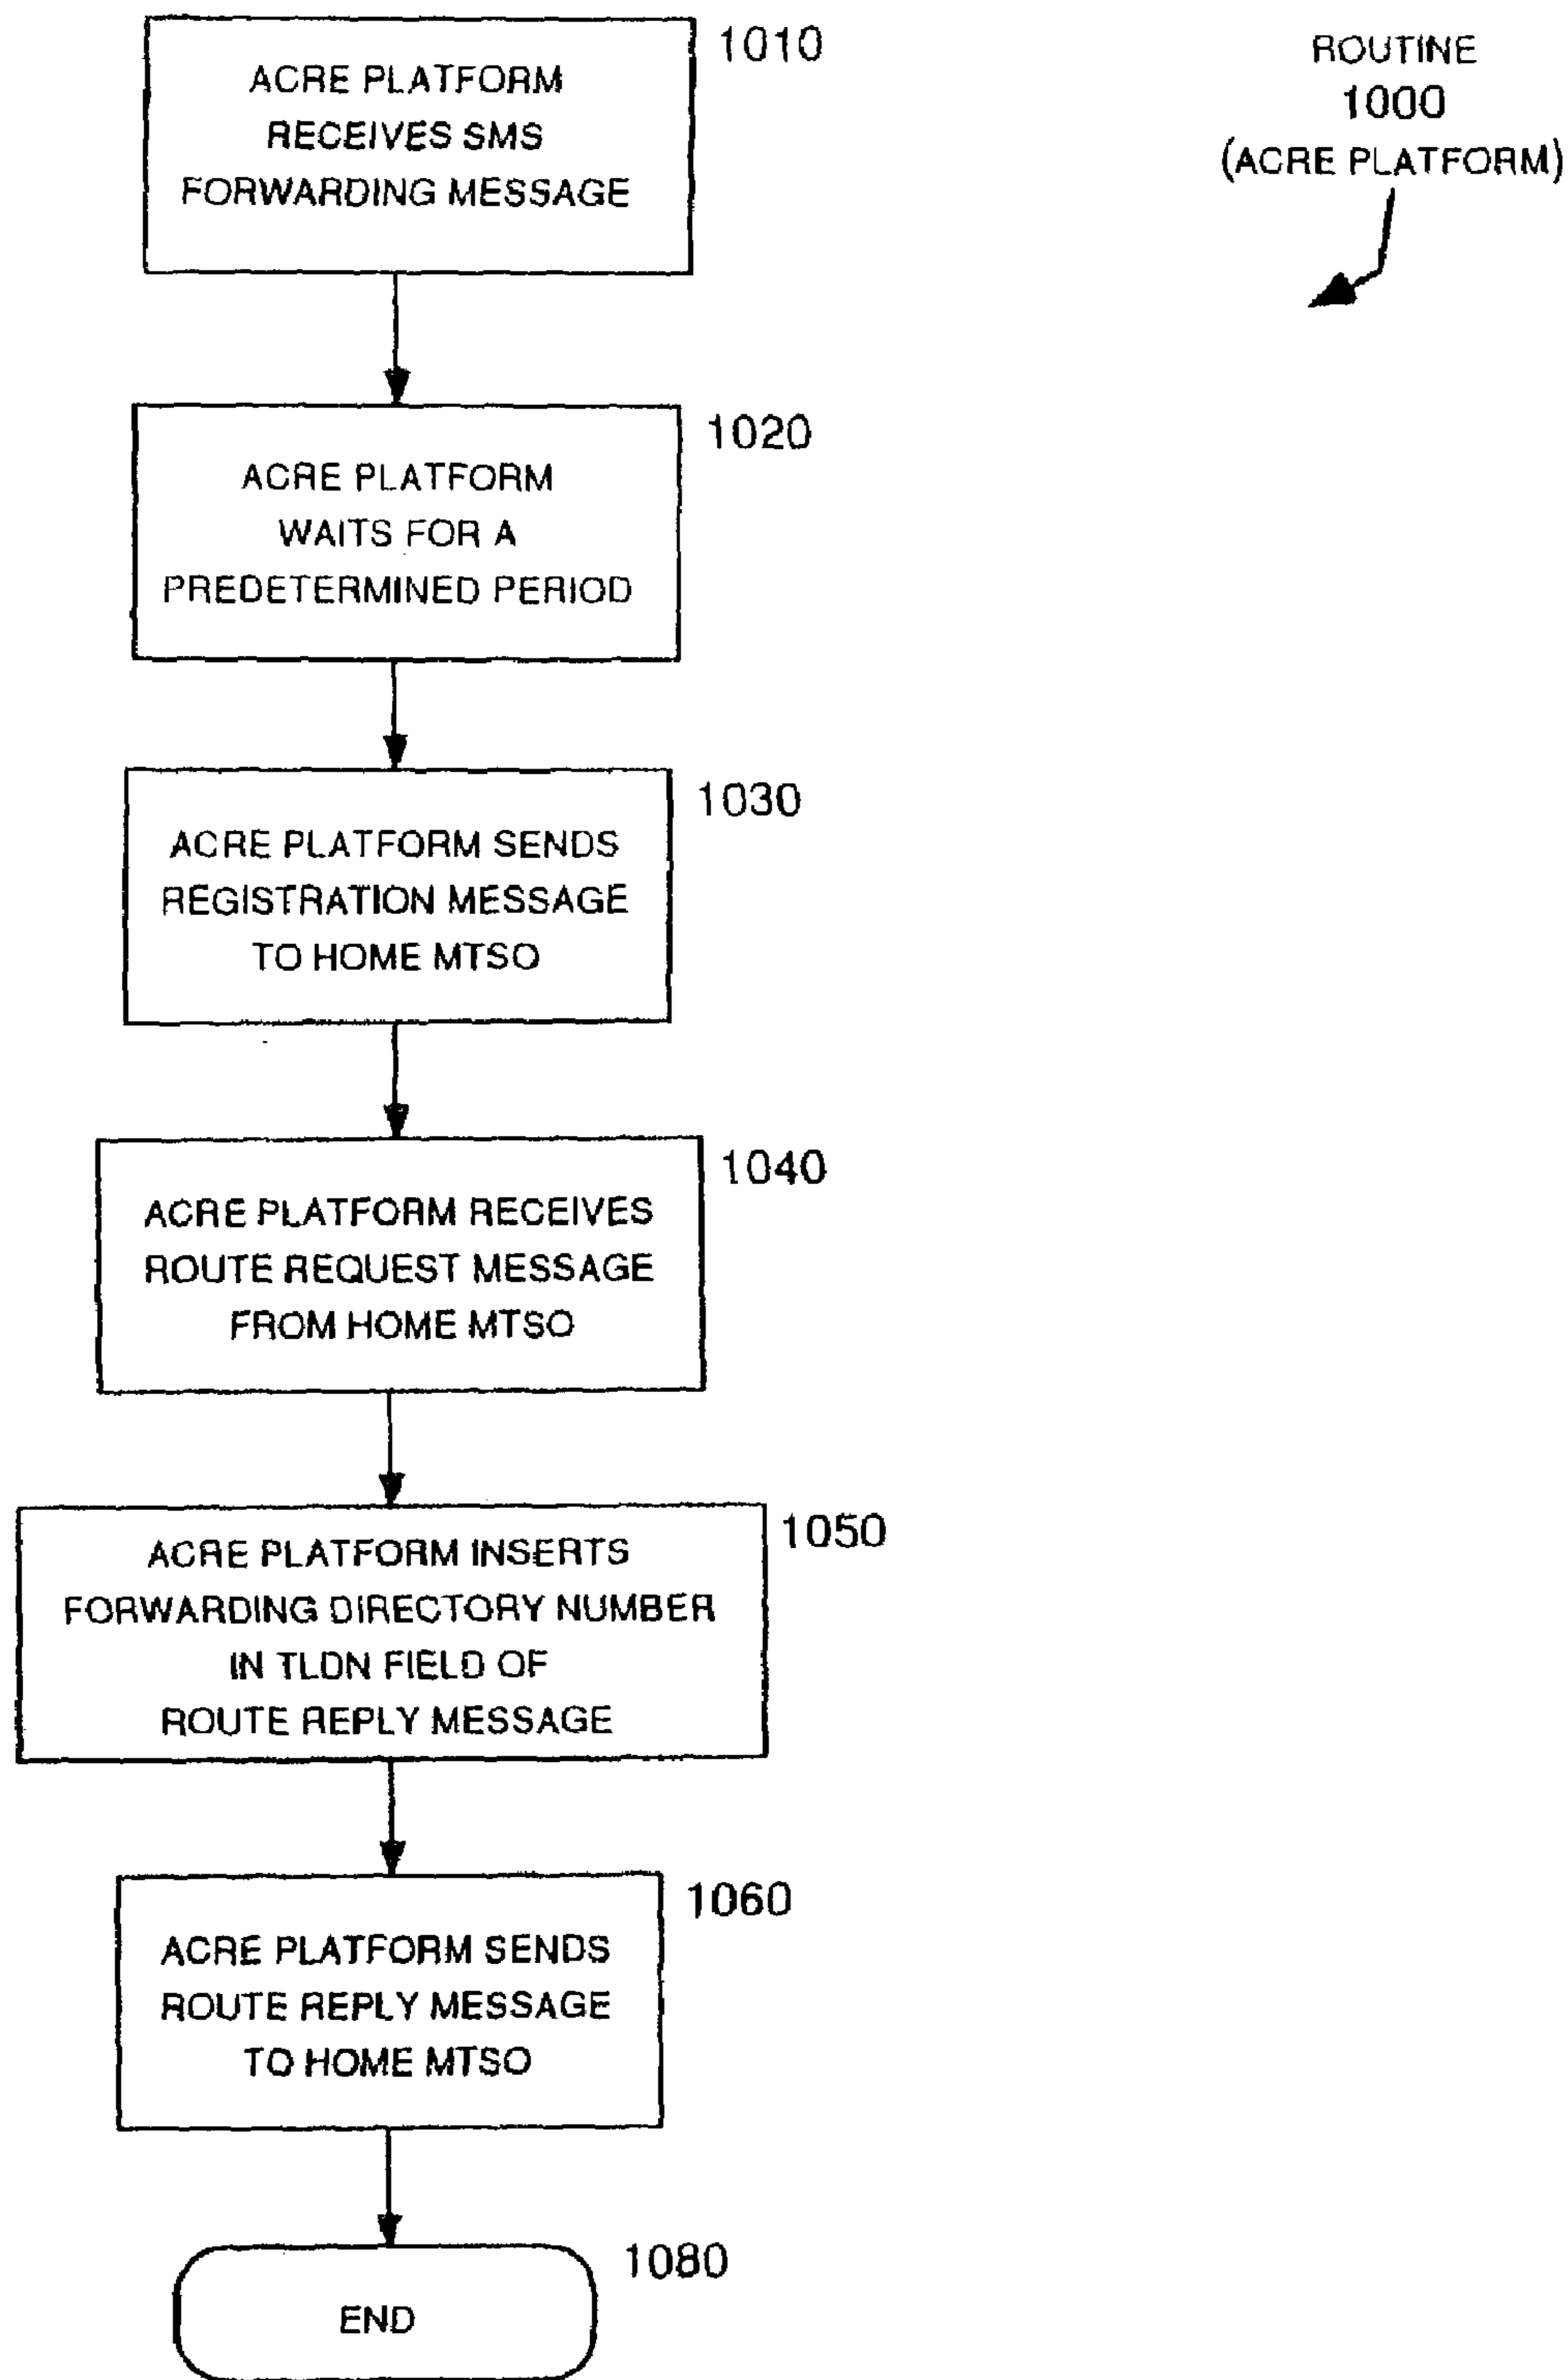 1010
ROUTINE
1000
(ACRE PLATFORM)
ACRE PLATFORM
RECEIVES SMS
FORWARDING MESSAGE
1020
ACRE PLATFORM
WAITS FOR A
PREDETERMINED PERIOD
1030
ACRE PLATFORM SENDS
REGISTRATION MESSAGE
TO HOME MTSO
1040
ACRE PLATFORM RECEIVES
ROUTE REQUEST MESSAGE
FROM HOME MTSO
1050
ACRE PLATFORM INSERTS
FORWARDING DIRECTORY NUMBER
IN TLDN FIELD OF
ROUTE REPLY MESSAGE
1060
ACRE PLATFORM SENDS
ROUTE REPLY MESSAGE
TO HOME MTSO
1080
END